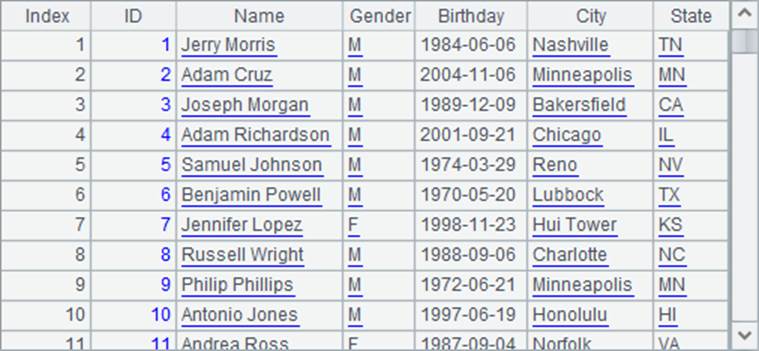 Index ID Name Gender Birthday City State
1 1 Jerry Morris M 1984-06-06 Nashville TN
2 2 Adam Cruz M 2004-11-06 Minneapolis MN
3 3 Joseph Morgan M 1989-12-09 Bakersfield CA
4 4 Adam Richardson M 2001-09-21 Chicago IL
5 5 Samuel Johnson M 1974-03-29 Reno NV
6 6 Benjamin Powell M 1970-05-20 Lubbock TX
7 7 Jennifer Lopez F 1998-11-23 Hui Tower KS
8 8 Russell Wright M 1988-09-06 Charlotte NC
9 9 Philip Phillips M 1972-06-21 Minneapolis MN
10 10 Antonio Jones M 1997-06-19 Honolulu HI
11 11 Andrea Ross F 1987-09-04 Norfolk VA